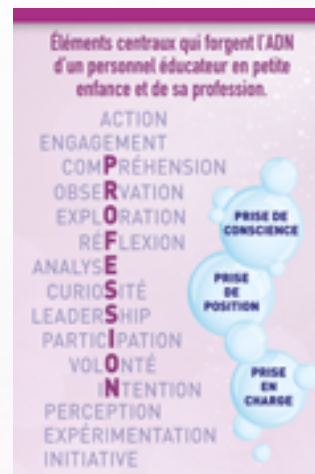 Éléments centraux qui forgent l'ADN
d'un personnel éducateur en petite
enfance et de sa profession.
ACTION
ENGAGEMENT
COMPRÉHENSION
OBSERVATION
EXPLORATION
RÉFLEXION
ANALYSE
CURIOSITÉ
LEADERSHIP
PARTICIPATION
VOLONTÉ
INTENTION
PERCEPTION
EXPÉRIMENTATION
INITIATIVE
PRISE DE
CONSCIENCE
PRISE
DE
POSITION
PRISE
EN
CHARGE